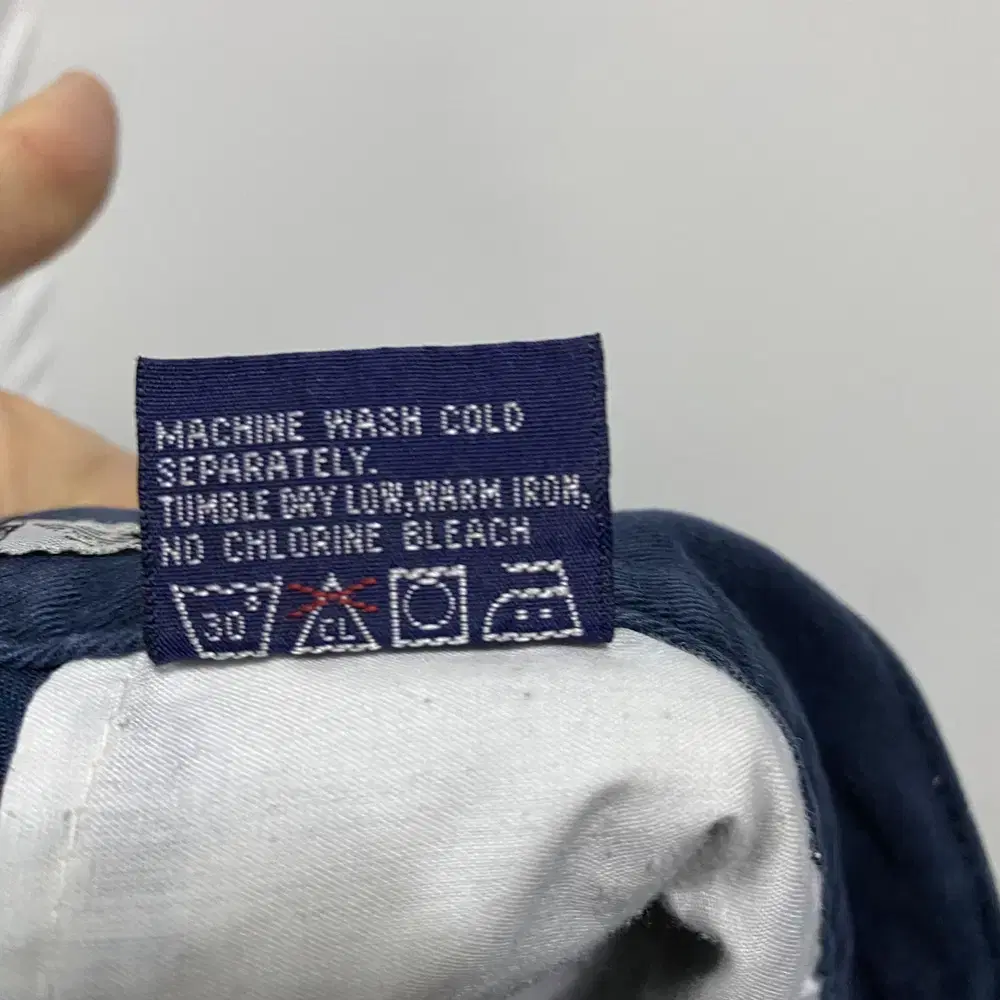 MACHINE WASH COLD
SEPARATELY.
TUMBLE DRY LOW,WARM IRON,
NO CHLORINE BLEACH
30° CL